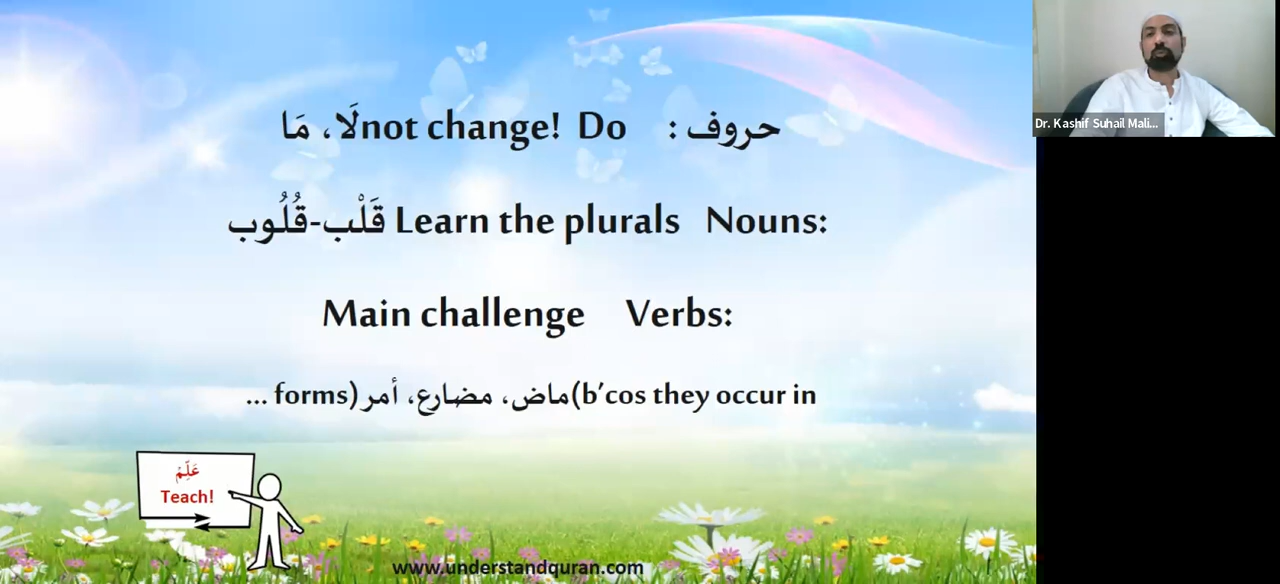 حروف : Do not change! لَا، مَا
Nouns: Learn the plurals قَلْب-قُلُوب
Verbs: Main challenge
(b'cos they occur in ماض، مضارع، أمر forms) ...
عَلِّمْ
Teach!
www.understandquran.com
Dr. Kashif Suhail Mali...